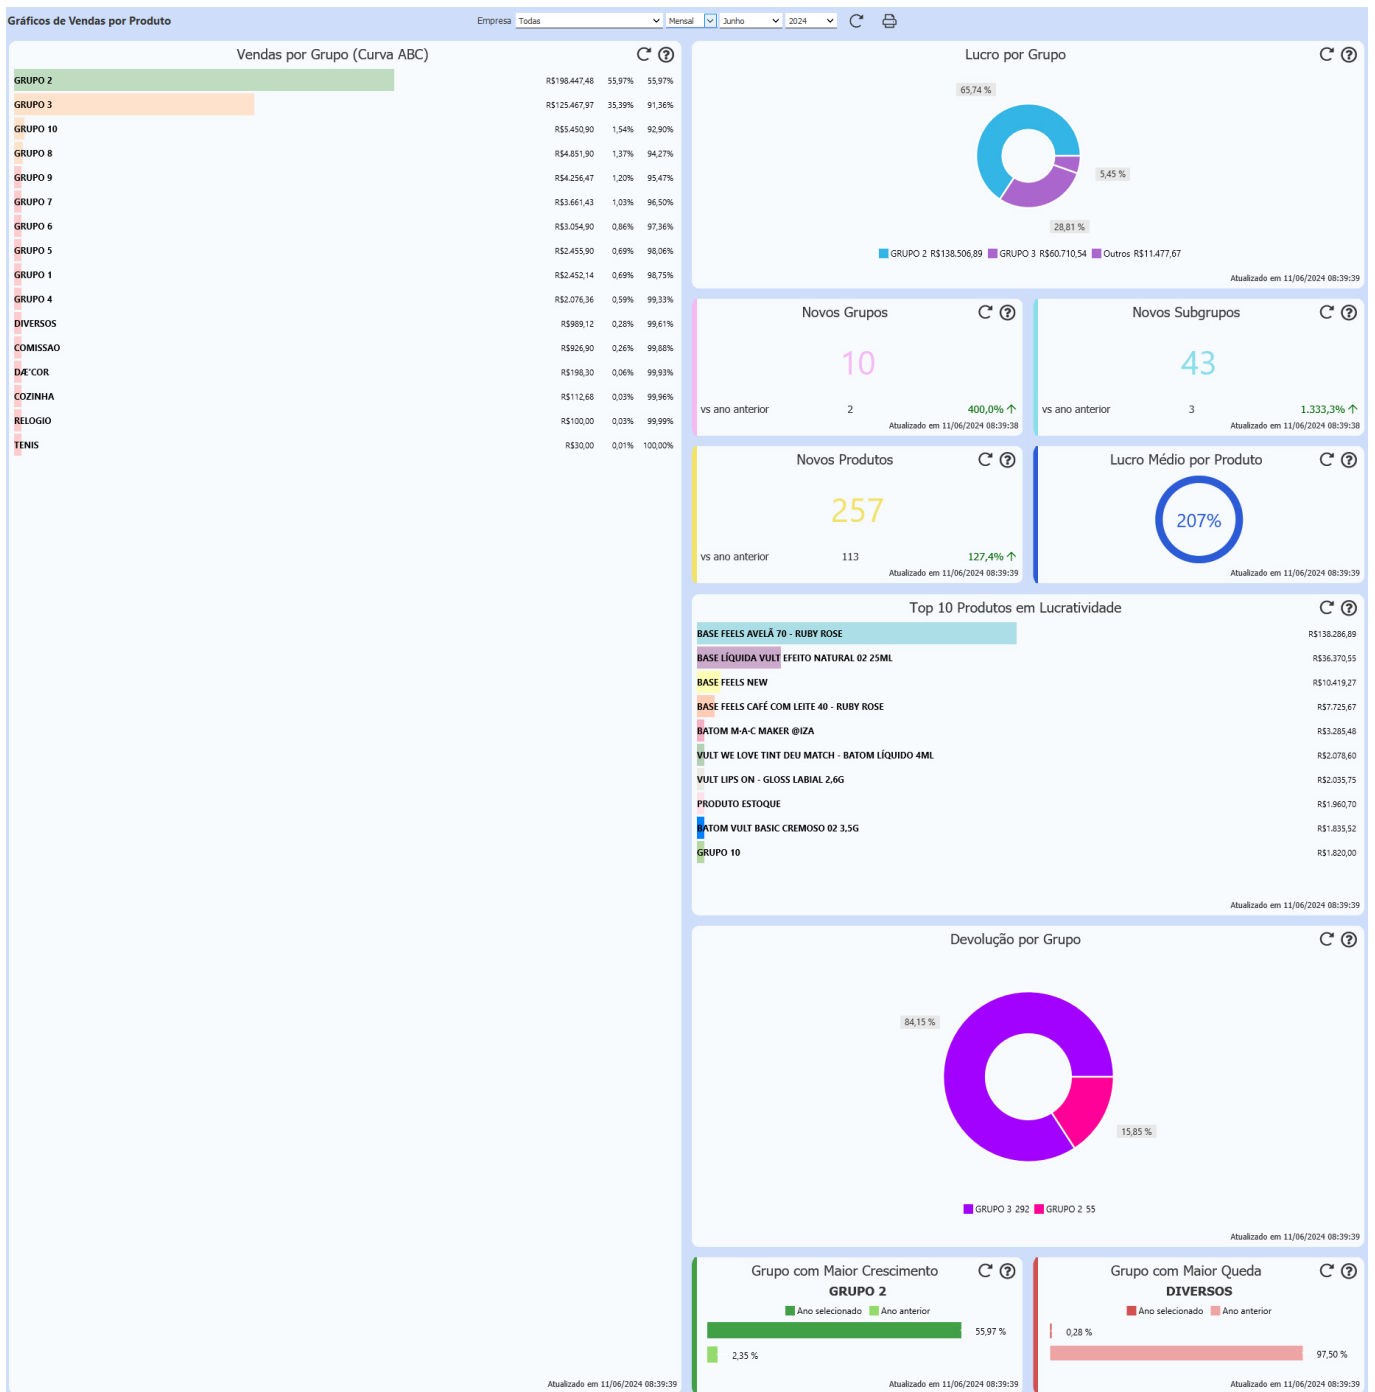 Gráficos de Vendas por Produto
Empresa Todas Mensal Junho 2024
Vendas por Grupo (Curva ABC)
GRUPO 2 R$198.447,48 55,97% 55,97%
GRUPO 3 R$125.467,97 35,39% 91,36%
GRUPO 10 R$5.450,90 1,54% 92,90%
GRUPO 8 R$4.851,90 1,37% 94,27%
GRUPO 9 R$4.256,47 1,20% 95,47%
GRUPO 7 R$3.661,43 1,03% 96,50%
GRUPO 6 R$3.054,90 0,86% 97,36%
GRUPO 5 R$2.455,90 0,69% 98,06%
GRUPO 1 R$2.452,14 0,69% 98,75%
GRUPO 4 R$2.076,36 0,59% 99,33%
DIVERSOS R$989,12 0,28% 99,61%
COMISSAO R$926,90 0,26% 99,88%
DÆ'COR R$198,30 0,06% 99,93%
COZINHA R$112,68 0,03% 99,96%
RELOGIO R$100,00 0,03% 99,99%
TENIS R$30,00 0,01% 100,00%
Atualizado em 11/06/2024 08:39:39
Lucro por Grupo
65,74 %
5,45 %
28,81 %
GRUPO 2 R$138.506,89 GRUPO 3 R$60.710,54 Outros R$11.477,67
Atualizado em 11/06/2024 08:39:39
Novos Grupos
10
vs ano anterior 2 400,0% ↑
Atualizado em 11/06/2024 08:39:38
Novos Subgrupos
43
vs ano anterior 3 1.333,3% ↑
Atualizado em 11/06/2024 08:39:38
Novos Produtos
257
vs ano anterior 113 127,4% ↑
Atualizado em 11/06/2024 08:39:39
Lucro Médio por Produto
207%
Atualizado em 11/06/2024 08:39:39
Top 10 Produtos em Lucratividade
BASE FEELS AVELÃ 70 - RUBY ROSE R$138.286,89
BASE LÍQUIDA VULT EFEITO NATURAL 02 25ML R$36.370,55
BASE FEELS NEW R$10.419,27
BASE FEELS CAFÉ COM LEITE 40 - RUBY ROSE R$7.725,67
BATOM M·A·C MAKER @IZA R$3.285,48
VULT WE LOVE TINT DEU MATCH - BATOM LÍQUIDO 4ML R$2.078,60
VULT LIPS ON - GLOSS LABIAL 2,6G R$2.035,75
PRODUTO ESTOQUE R$1.960,70
BATOM VULT BASIC CREMOSO 02 3,5G R$1.835,52
GRUPO 10 R$1.820,00
Atualizado em 11/06/2024 08:39:39
Devolução por Grupo
84,15 %
15,85 %
GRUPO 3 292 GRUPO 2 55
Atualizado em 11/06/2024 08:39:39
Grupo com Maior Crescimento
GRUPO 2
Ano selecionado Ano anterior
55,97 %
2,35 %
Atualizado em 11/06/2024 08:39:39
Grupo com Maior Queda
DIVERSOS
Ano selecionado Ano anterior
0,28 %
97,50 %
Atualizado em 11/06/2024 08:39:39